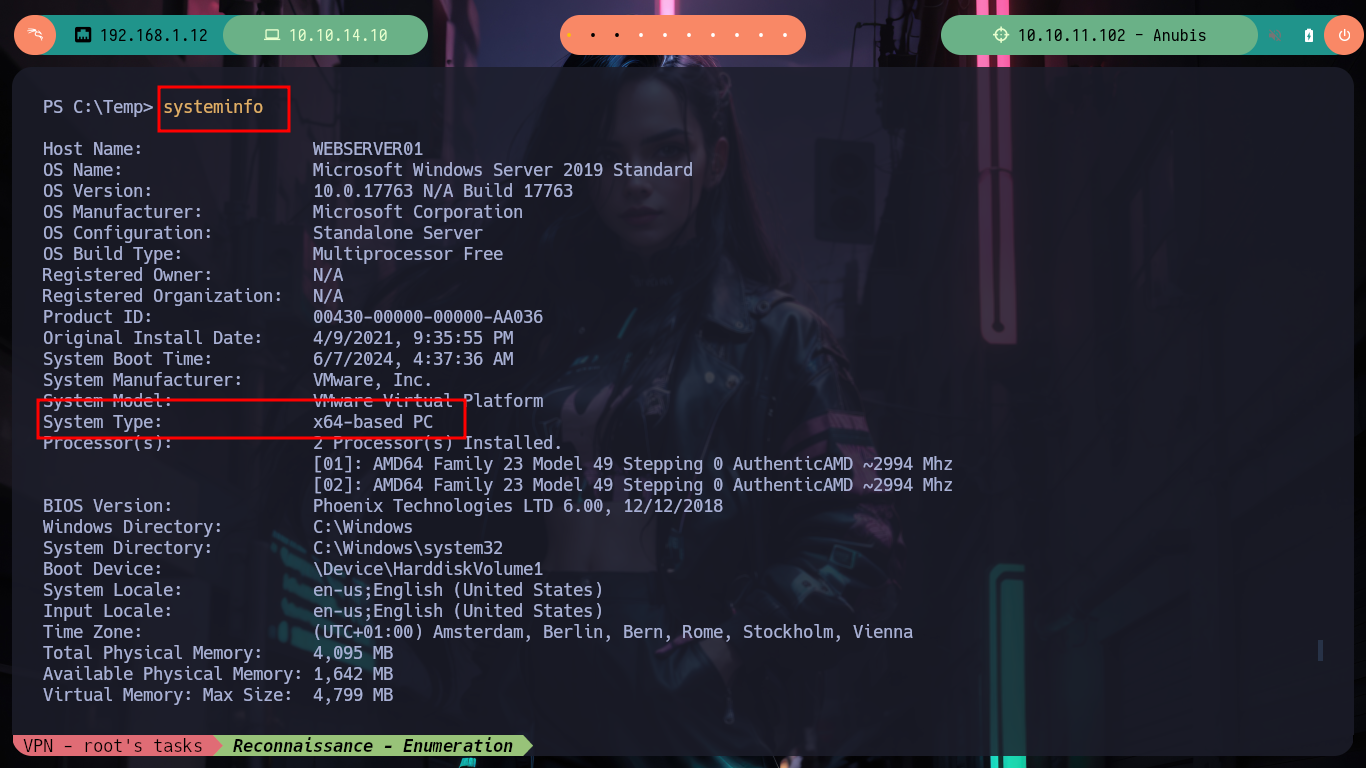 192.168.1.12 10.10.14.10 10.10.11.102 - Anubis
PS C:\Temp> systeminfo
Host Name: WEBSERVER01
OS Name: Microsoft Windows Server 2019 Standard
OS Version: 10.0.17763 N/A Build 17763
OS Manufacturer: Microsoft Corporation
OS Configuration: Standalone Server
OS Build Type: Multiprocessor Free
Registered Owner: N/A
Registered Organization: N/A
Product ID: 00430-00000-00000-AA036
Original Install Date: 4/9/2021, 9:35:55 PM
System Boot Time: 6/7/2024, 4:37:36 AM
System Manufacturer: VMware, Inc.
System Model: VMware Virtual Platform
System Type: x64-based PC
Processor(s): 2 Processor(s) Installed.
[01]: AMD64 Family 23 Model 49 Stepping 0 AuthenticAMD ~2994 Mhz
[02]: AMD64 Family 23 Model 49 Stepping 0 AuthenticAMD ~2994 Mhz
BIOS Version: Phoenix Technologies LTD 6.00, 12/12/2018
Windows Directory: C:\Windows
System Directory: C:\Windows\system32
Boot Device: \Device\HarddiskVolume1
System Locale: en-us;English (United States)
Input Locale: en-us;English (United States)
Time Zone: (UTC+01:00) Amsterdam, Berlin, Bern, Rome, Stockholm, Vienna
Total Physical Memory: 4,095 MB
Available Physical Memory: 1,642 MB
Virtual Memory: Max Size: 4,799 MB
VPN - root's tasks Reconnaissance - Enumeration